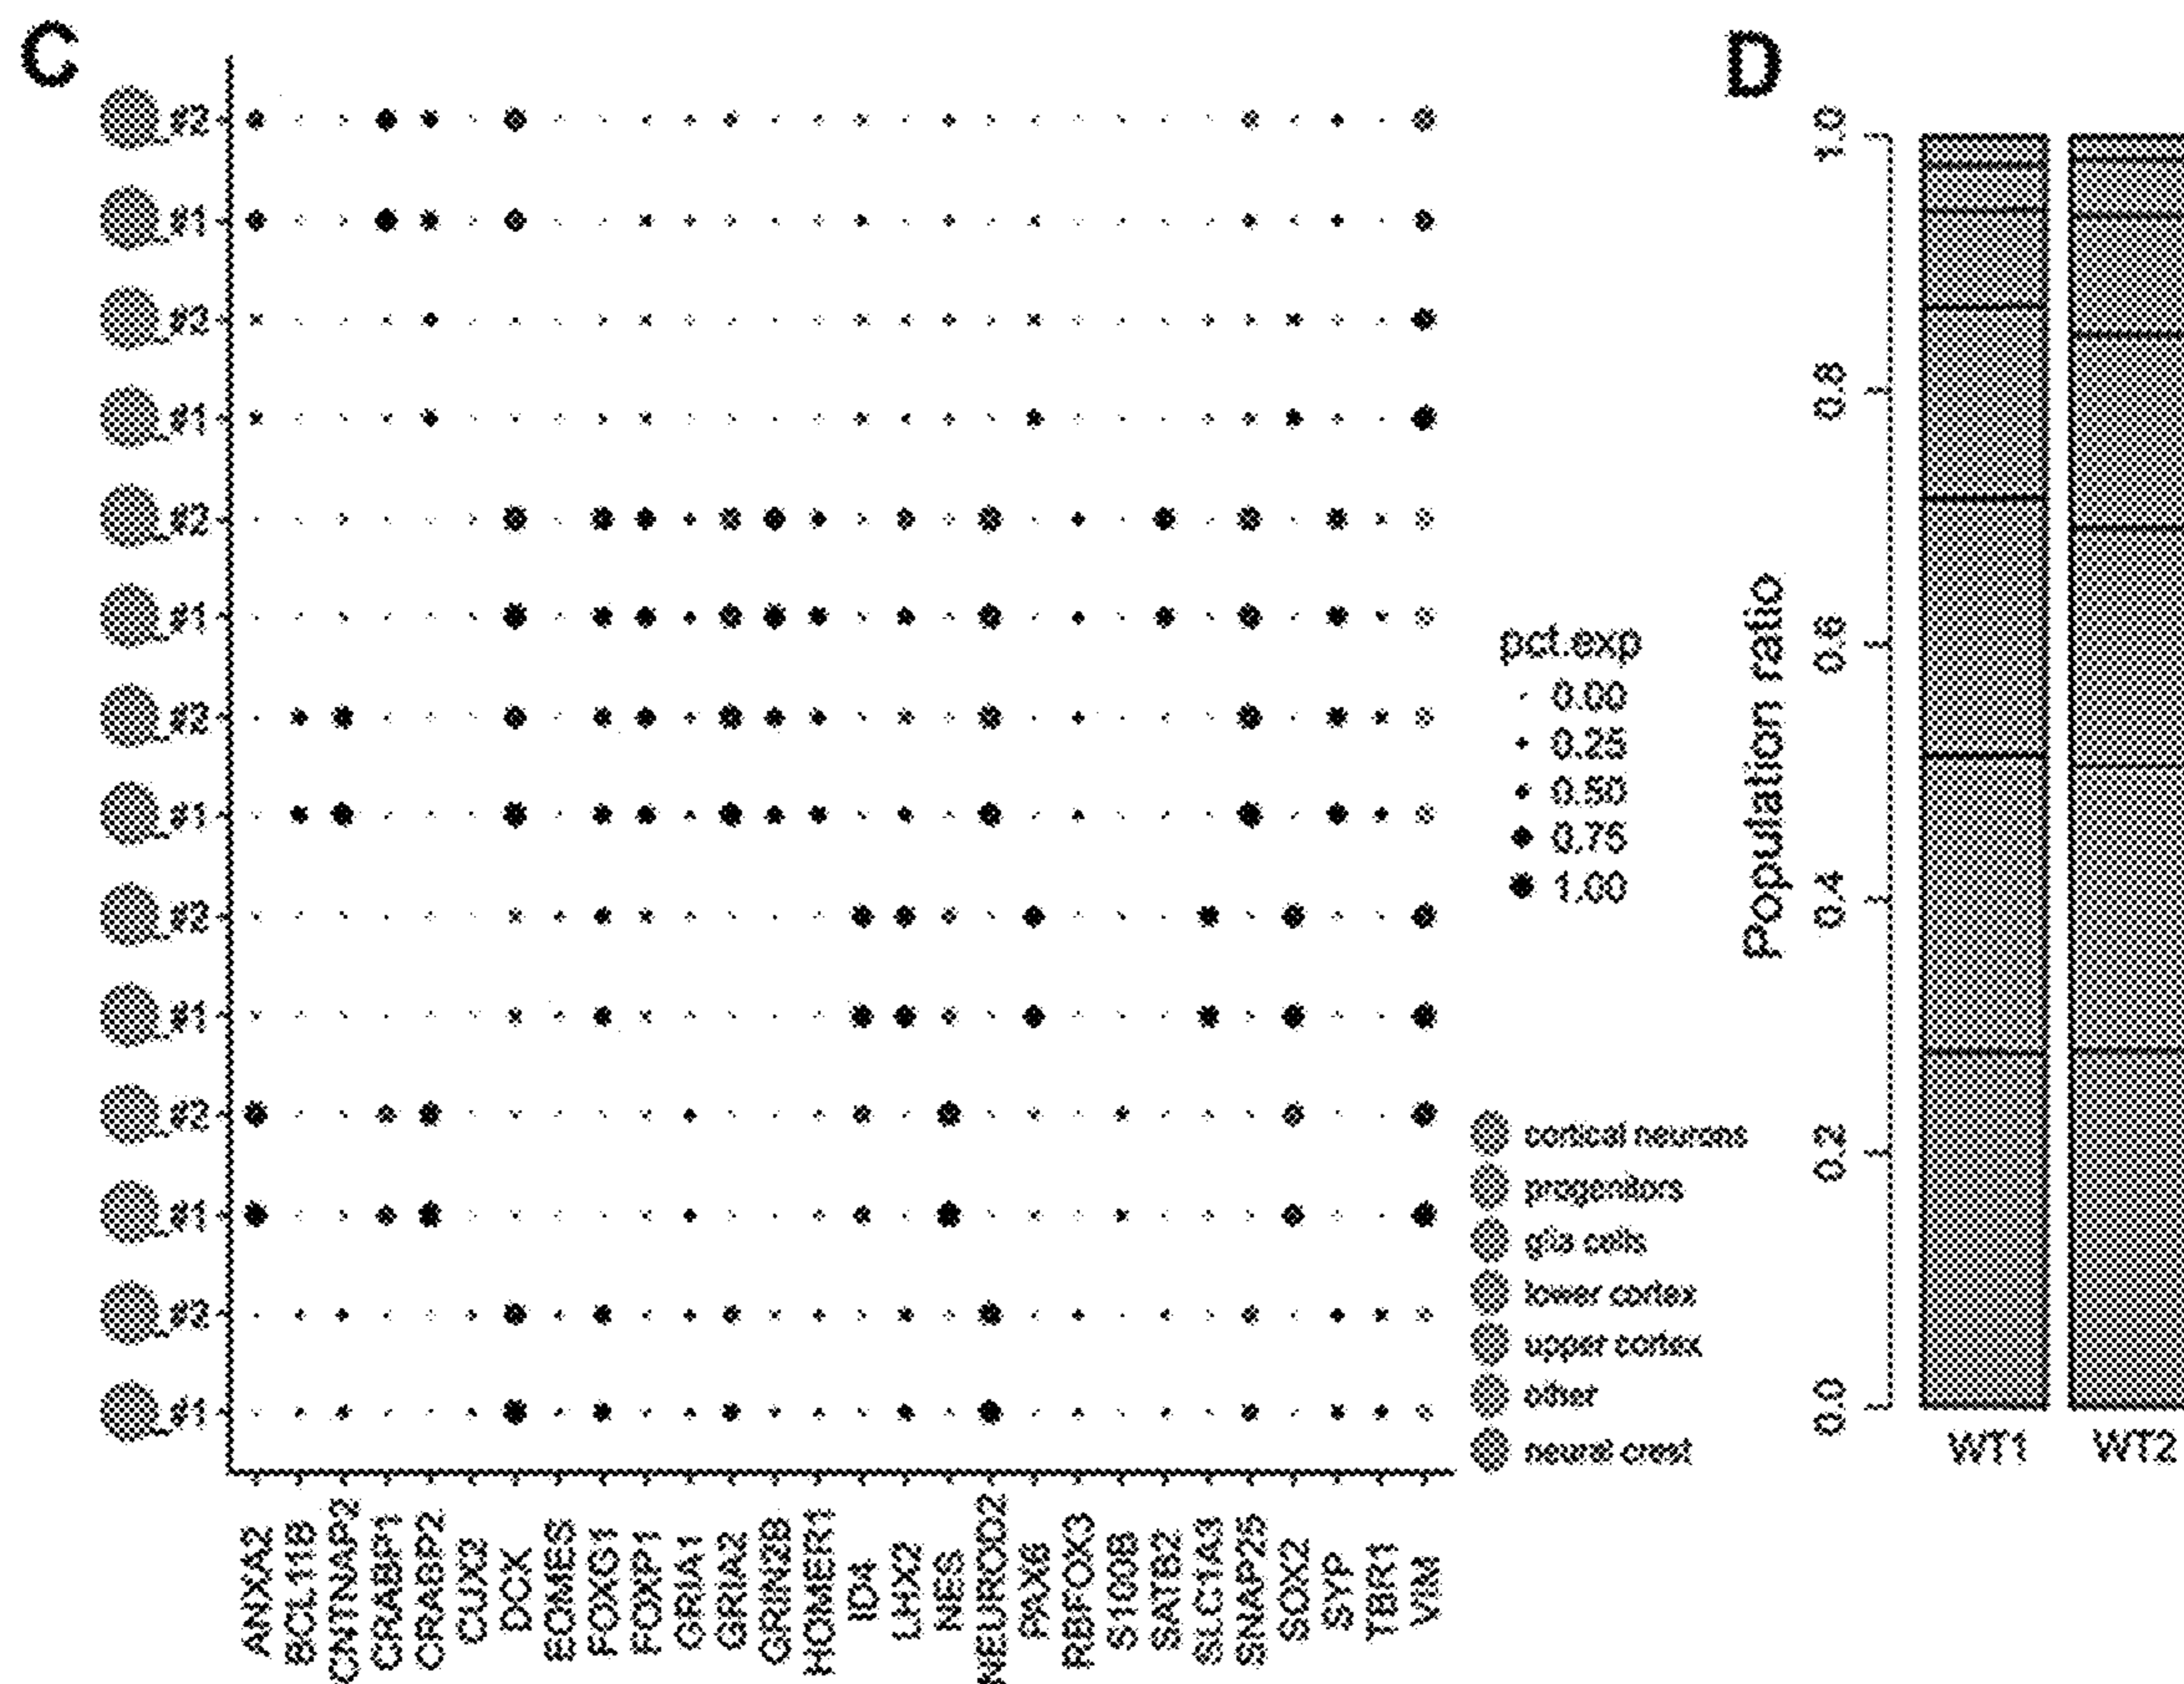 C
#2
#1
#2
#1
#2
#1
#2
#1
#2
#1
#2
#1
#2
#1
ANXA2
BCL11B
CNTNAP2
CRABP1
CRABP2
CUX2
DCX
EOMES
FOXG1
FOXP1
GRIA1
GRIA2
GRIN2B
HOMER1
ID4
LHX2
NES
NEUROD2
PAX6
RBFOX3
S100B
SATB2
SLC1A3
SNAP25
SOX2
SYP
TBR1
VIM
pct.exp
0.00
0.25
0.50
0.75
1.00
cortical neurons
progenitors
glia cells
lower cortex
upper cortex
other
neural crest
D
Population ratio
1.0
0.8
0.6
0.4
0.2
0.0
WT1
WT2